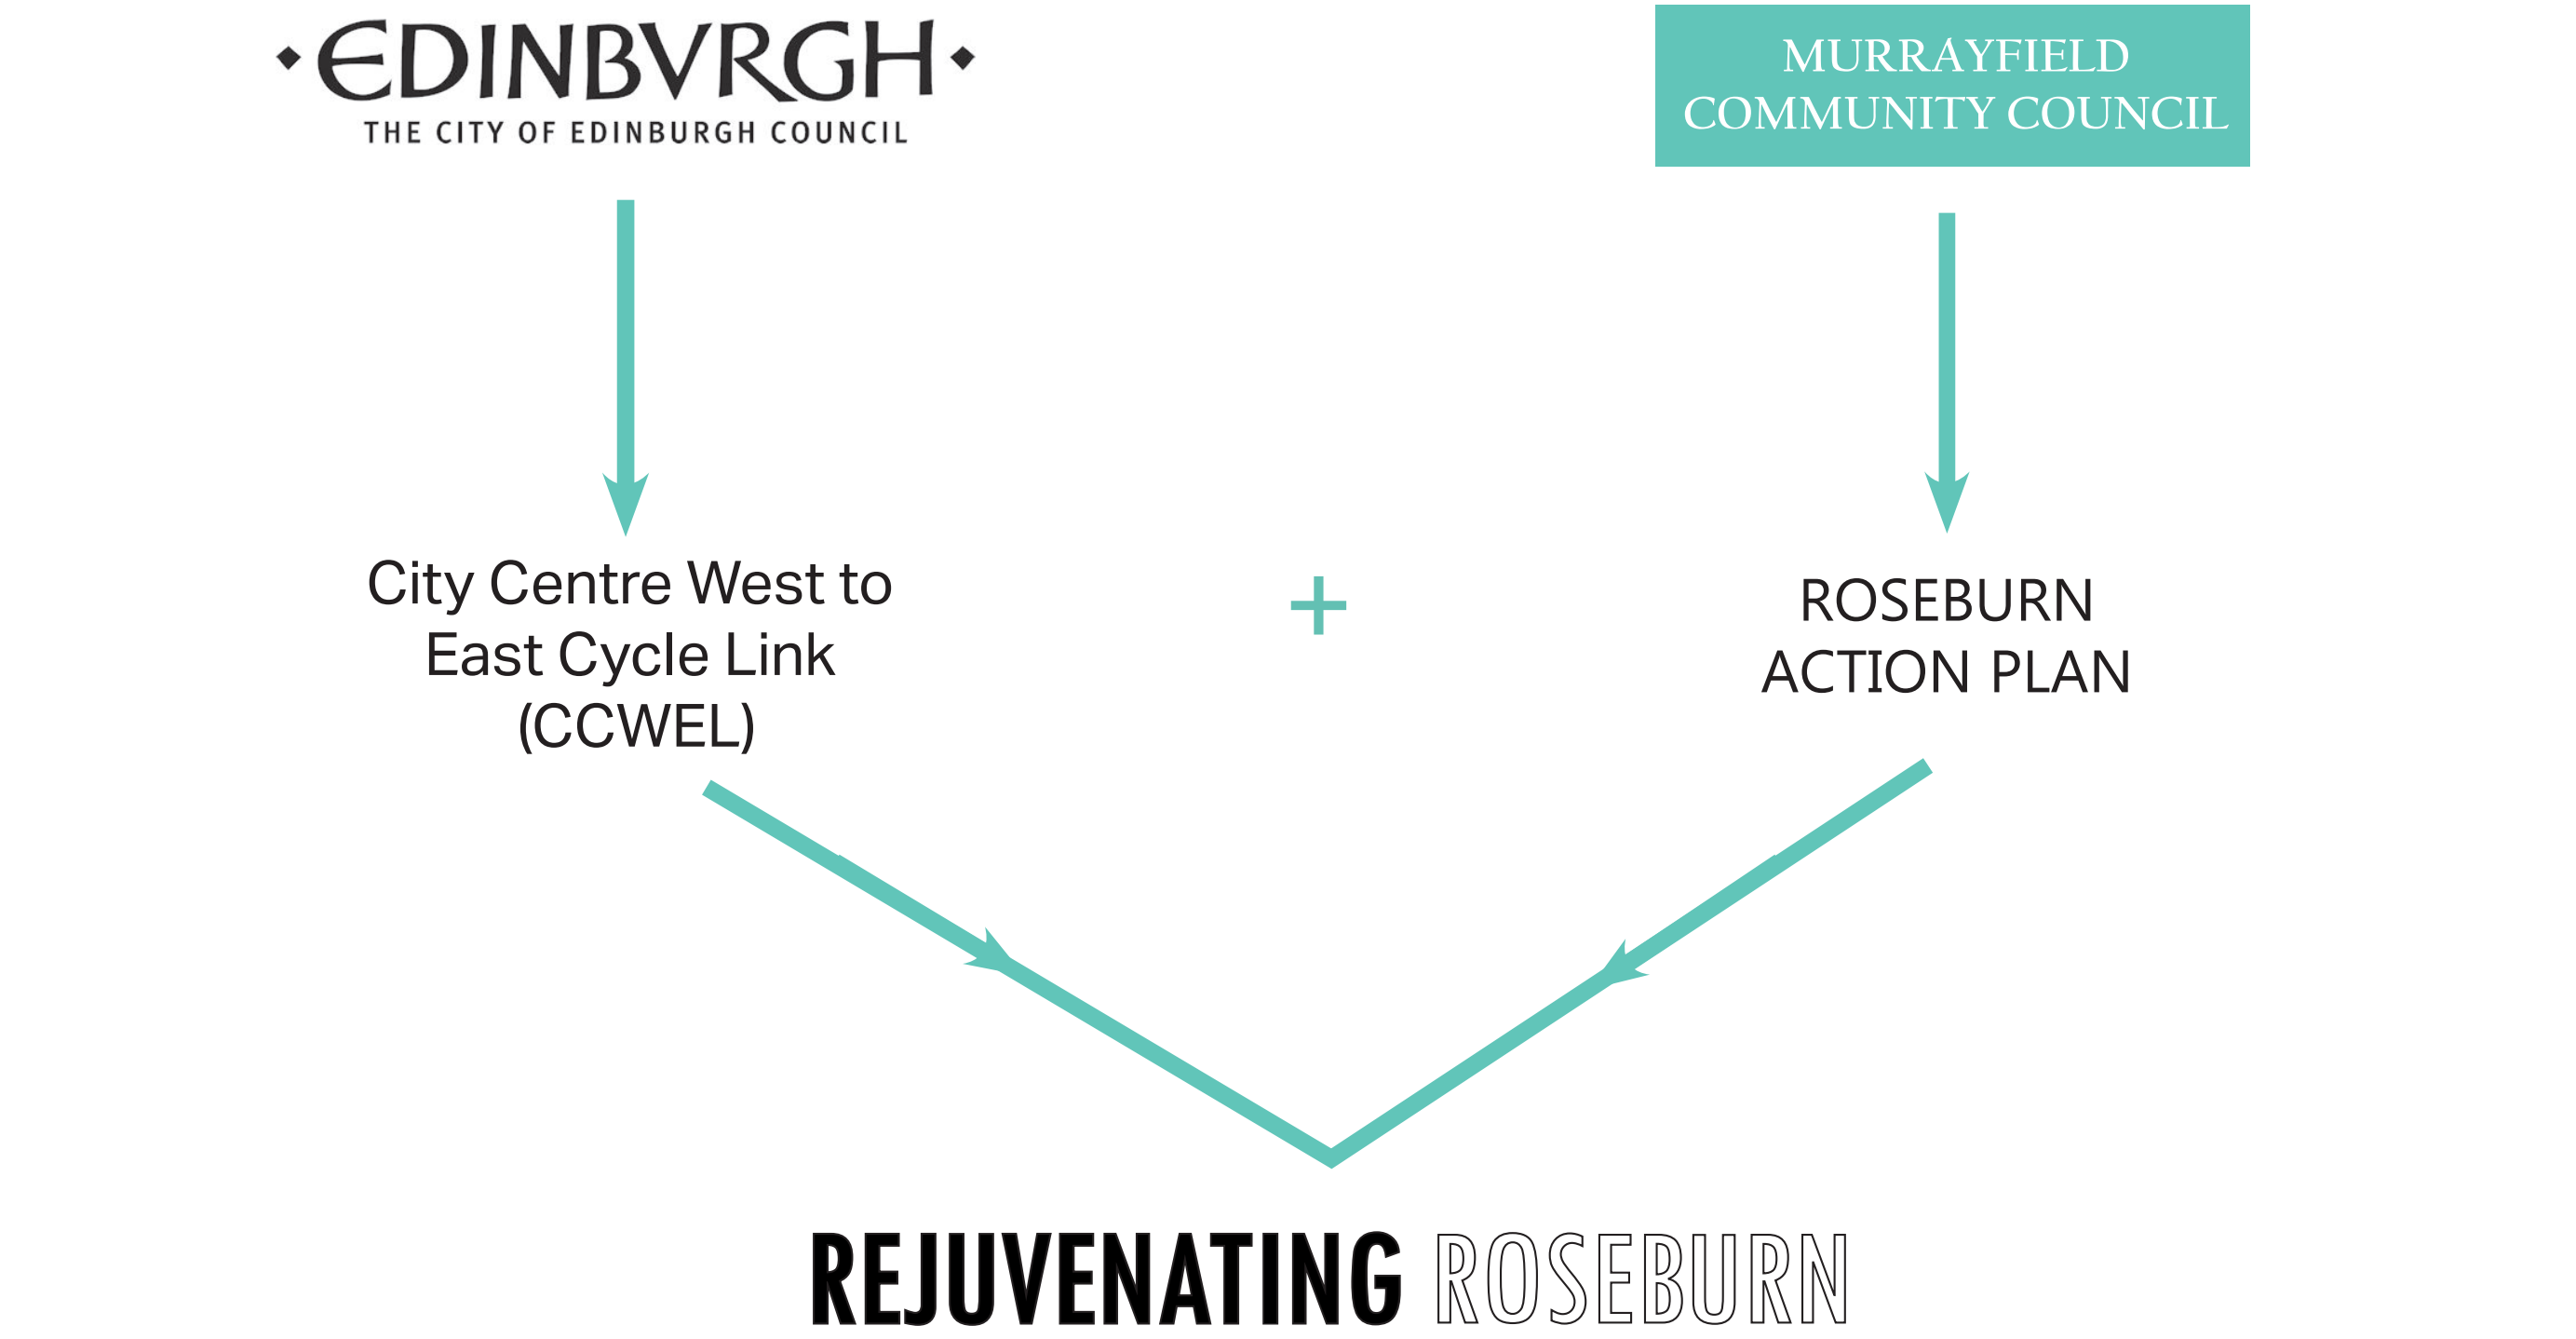 EDINBVRGH
THE CITY OF EDINBURGH COUNCIL
MURRAYFIELD
COMMUNITY COUNCIL
City Centre West to
East Cycle Link
(CCWEL)
+
ROSEBURN
ACTION PLAN
REJUVENATING ROSEBURN